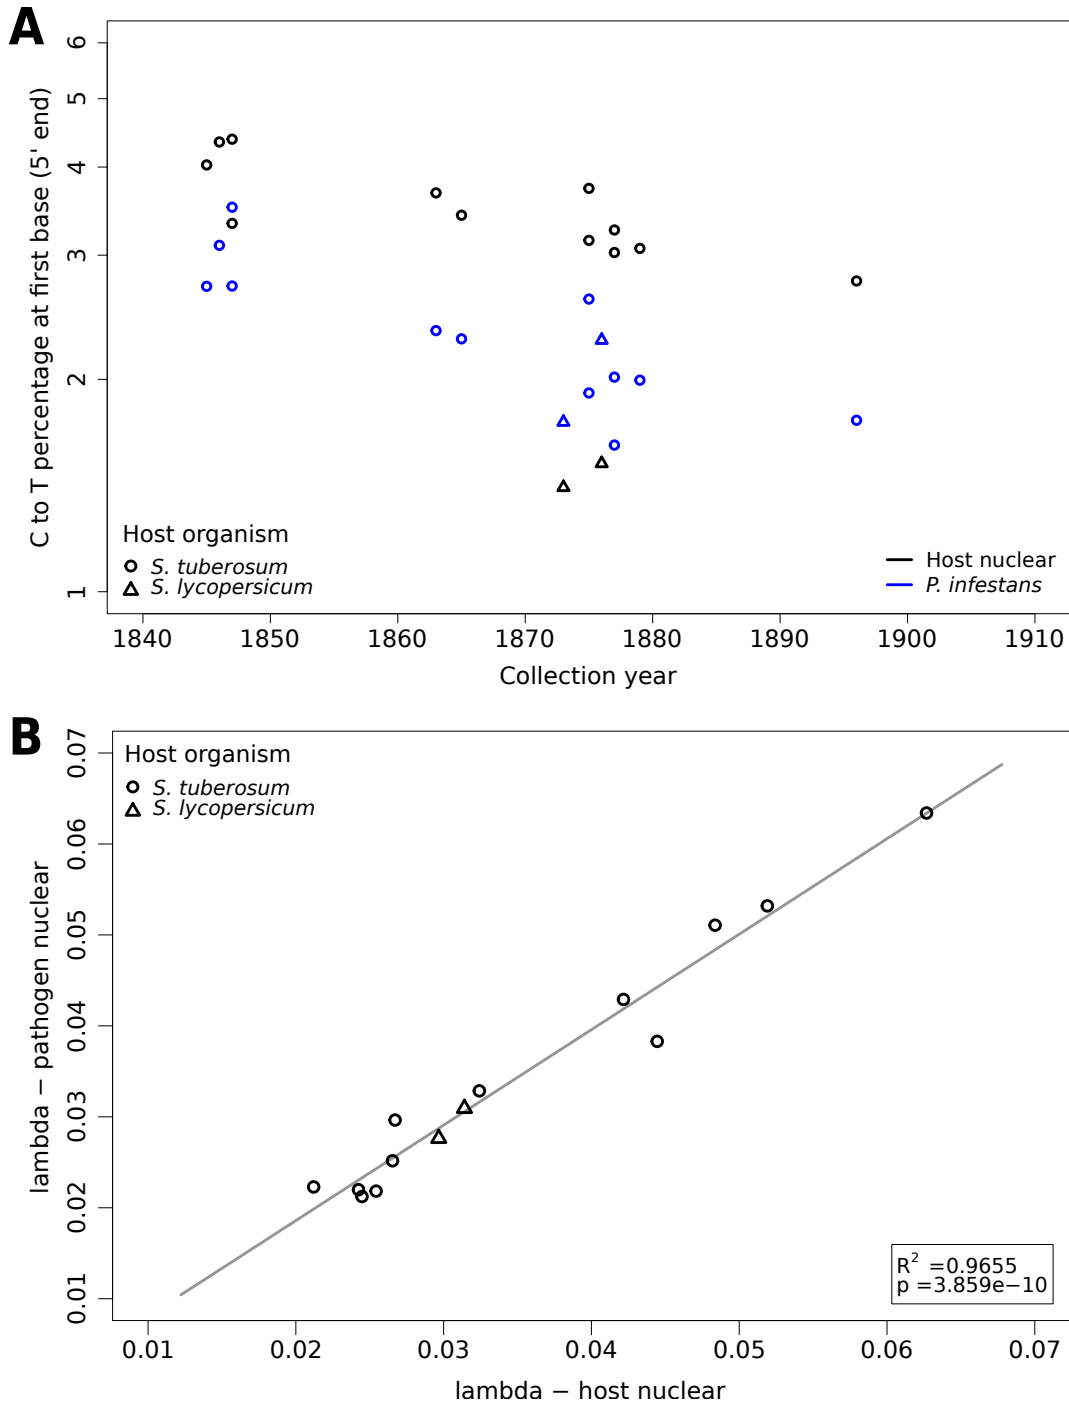 A
C to T percentage at first base (5' end)
6
5
4
3
2
1
Host organism
S. tuberosum
S. lycopersicum
Host nuclear
P. infestans
1840 1850 1860 1870 1880 1890 1900 1910
Collection year
B
lambda − pathogen nuclear
0.07
0.06
0.05
0.04
0.03
0.02
0.01
Host organism
S. tuberosum
S. lycopersicum
R² =0.9655
p =3.859e−10
0.01 0.02 0.03 0.04 0.05 0.06 0.07
lambda − host nuclear